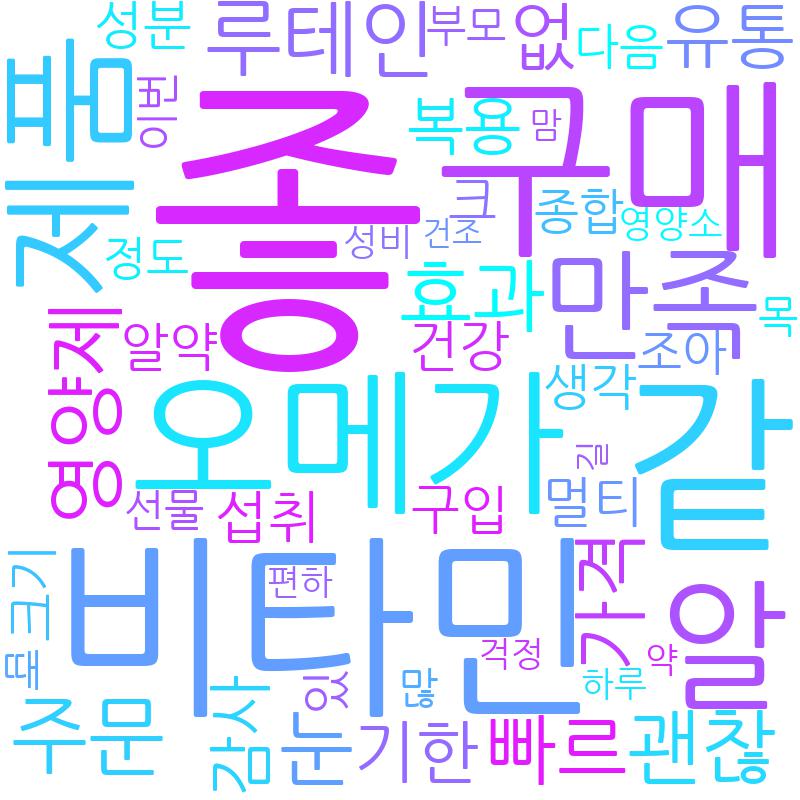 성분
루테인
부모
없
다음
유통
제품
이번
좋
구매
복용
맘
크
종합
영양소
정도
성비
건조
효과
만족
목
영양제
알약
건강
조아
오메가
생각
같
길
선물
섭취
구입
멀티
비타민
편하
가격
알
크기
뿐
걱정
약
하루
주문
감사
있
눈
많
기한
빠르
괜찮